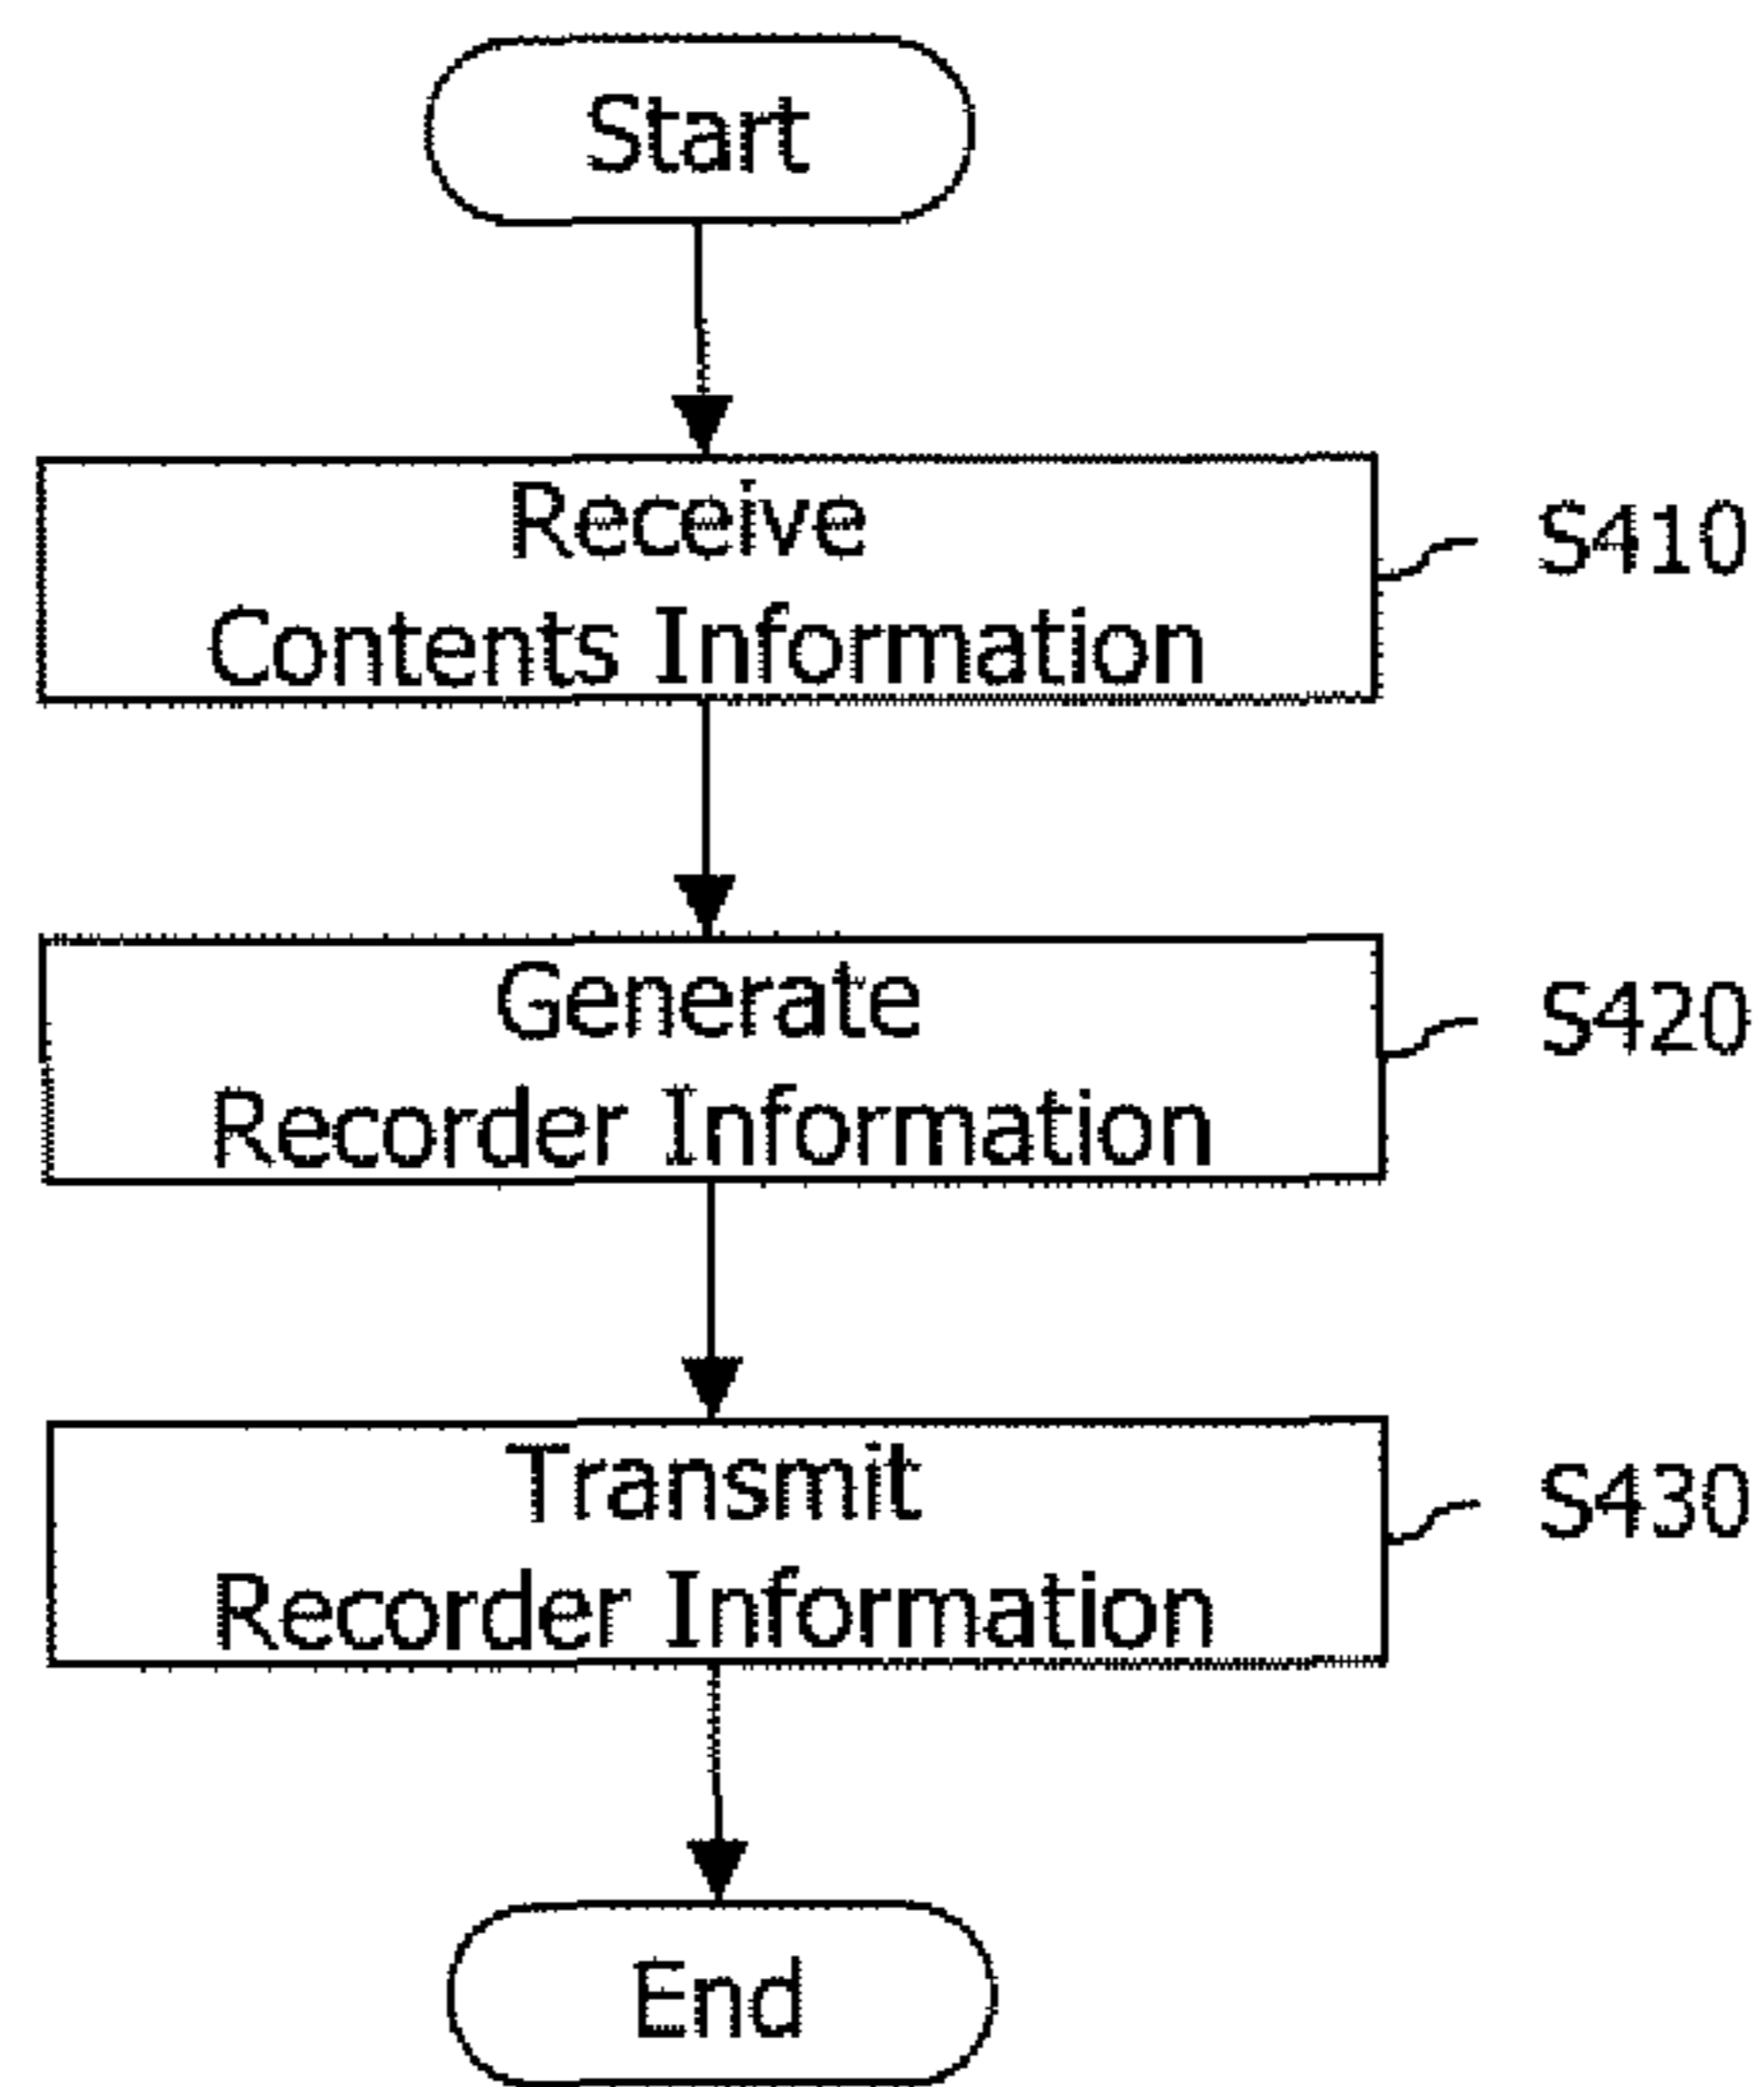 Start
Receive
Contents Information
S410
Generate
Recorder Information
S420
Transmit
Recorder Information
S430
End